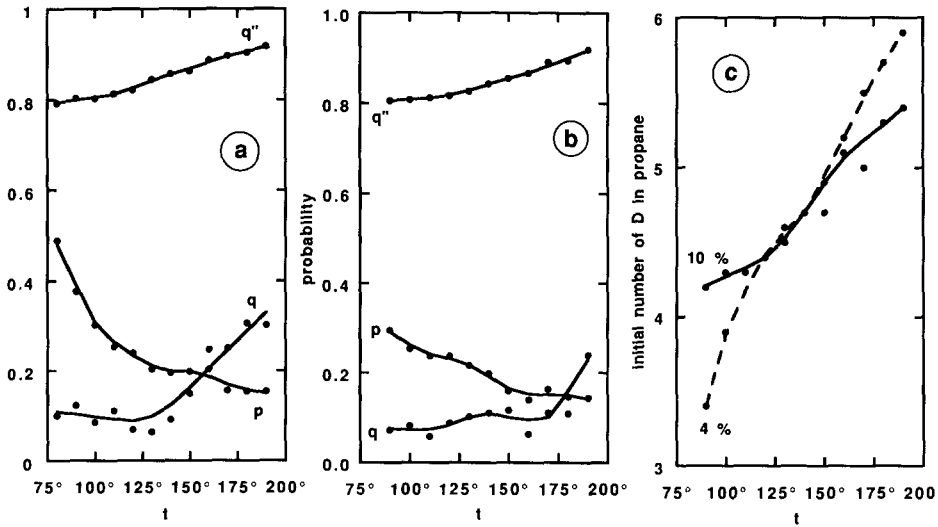 1
0.8
0.6
0.4
0.2
0
75°
100°
125°
150°
175°
200°
t
q"
a
q
p
probability
1.0
0.8
0.6
0.4
0.2
0.0
75°
100°
125°
150°
175°
200°
t
q"
b
p
q
initial number of D in propane
6
5
4
3
75°
100°
125°
150°
175°
200
t
c
10 %
4 %